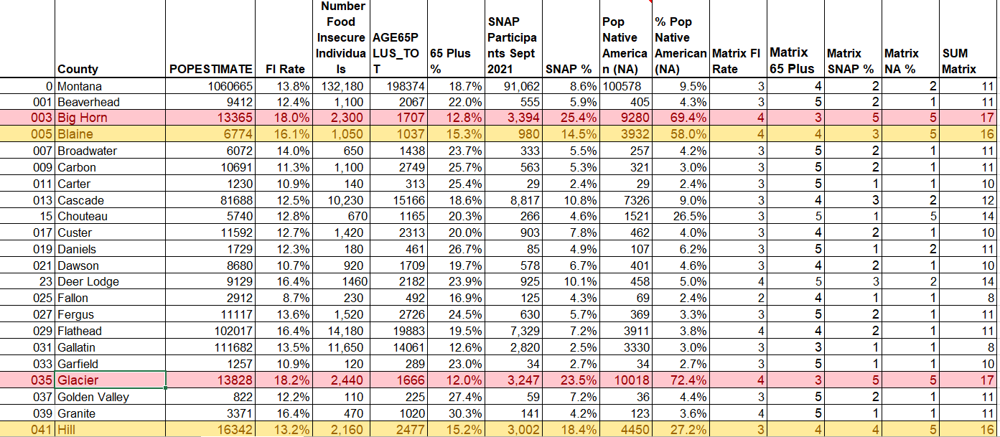 County POPESTIMATE FI Rate Number Food Insecure Individua ls AGE65P LUS_TO T 65 Plus % SNAP Participa nts Sept 2021 SNAP % Pop Native America n (NA) % Pop Native American (NA) Matrix FI Rate Matrix 65 Plus Matrix SNAP % Matrix NA % SUM Matrix
0 Montana 1060665 13.8% 132,180 198374 18.7% 91,062 8.6% 100578 9.5% 3 4 2 2 11
001 Beaverhead 9412 12.4% 1,100 2067 22.0% 555 5.9% 405 4.3% 3 5 2 1 11
003 Big Horn 13365 18.0% 2,300 1707 12.8% 3,394 25.4% 9280 69.4% 4 3 5 5 17
005 Blaine 6774 16.1% 1,050 1037 15.3% 980 14.5% 3932 58.0% 4 4 3 5 16
007 Broadwater 6072 14.0% 650 1438 23.7% 333 5.5% 257 4.2% 3 5 2 1 11
009 Carbon 10691 11.3% 1,100 2749 25.7% 563 5.3% 321 3.0% 3 5 2 1 11
011 Carter 1230 10.9% 140 313 25.4% 29 2.4% 29 2.4% 3 5 1 1 10
013 Cascade 81688 12.5% 10,230 15166 18.6% 8,817 10.8% 7326 9.0% 3 4 3 2 12
15 Chouteau 5740 12.8% 670 1165 20.3% 266 4.6% 1521 26.5% 3 5 1 5 14
017 Custer 11592 12.7% 1,420 2313 20.0% 903 7.8% 462 4.0% 3 4 2 1 10
019 Daniels 1729 12.3% 180 461 26.7% 85 4.9% 107 6.2% 3 5 1 2 11
021 Dawson 8680 10.7% 920 1709 19.7% 578 6.7% 401 4.6% 3 4 2 1 10
23 Deer Lodge 9129 16.4% 1460 2182 23.9% 925 10.1% 458 5.0% 4 5 3 2 14
025 Fallon 2912 8.7% 230 492 16.9% 125 4.3% 69 2.4% 2 4 1 1 8
027 Fergus 11117 13.6% 1,520 2726 24.5% 630 5.7% 369 3.3% 3 5 2 1 11
029 Flathead 102017 16.4% 14,180 19883 19.5% 7,329 7.2% 3911 3.8% 4 4 2 1 11
031 Gallatin 111682 13.5% 11,650 14061 12.6% 2,820 2.5% 3330 3.0% 3 3 1 1 8
033 Garfield 1257 10.9% 120 289 23.0% 34 2.7% 34 2.7% 3 5 1 1 10
035 Glacier 13828 18.2% 2,440 1666 12.0% 3,247 23.5% 10018 72.4% 4 3 5 5 17
037 Golden Valley 822 12.2% 110 225 27.4% 59 7.2% 36 4.4% 3 5 2 1 11
039 Granite 3371 16.4% 470 1020 30.3% 141 4.2% 123 3.6% 4 5 1 1 11
041 Hill 16342 13.2% 2,160 2477 15.2% 3,002 18.4% 4450 27.2% 3 4 4 5 16